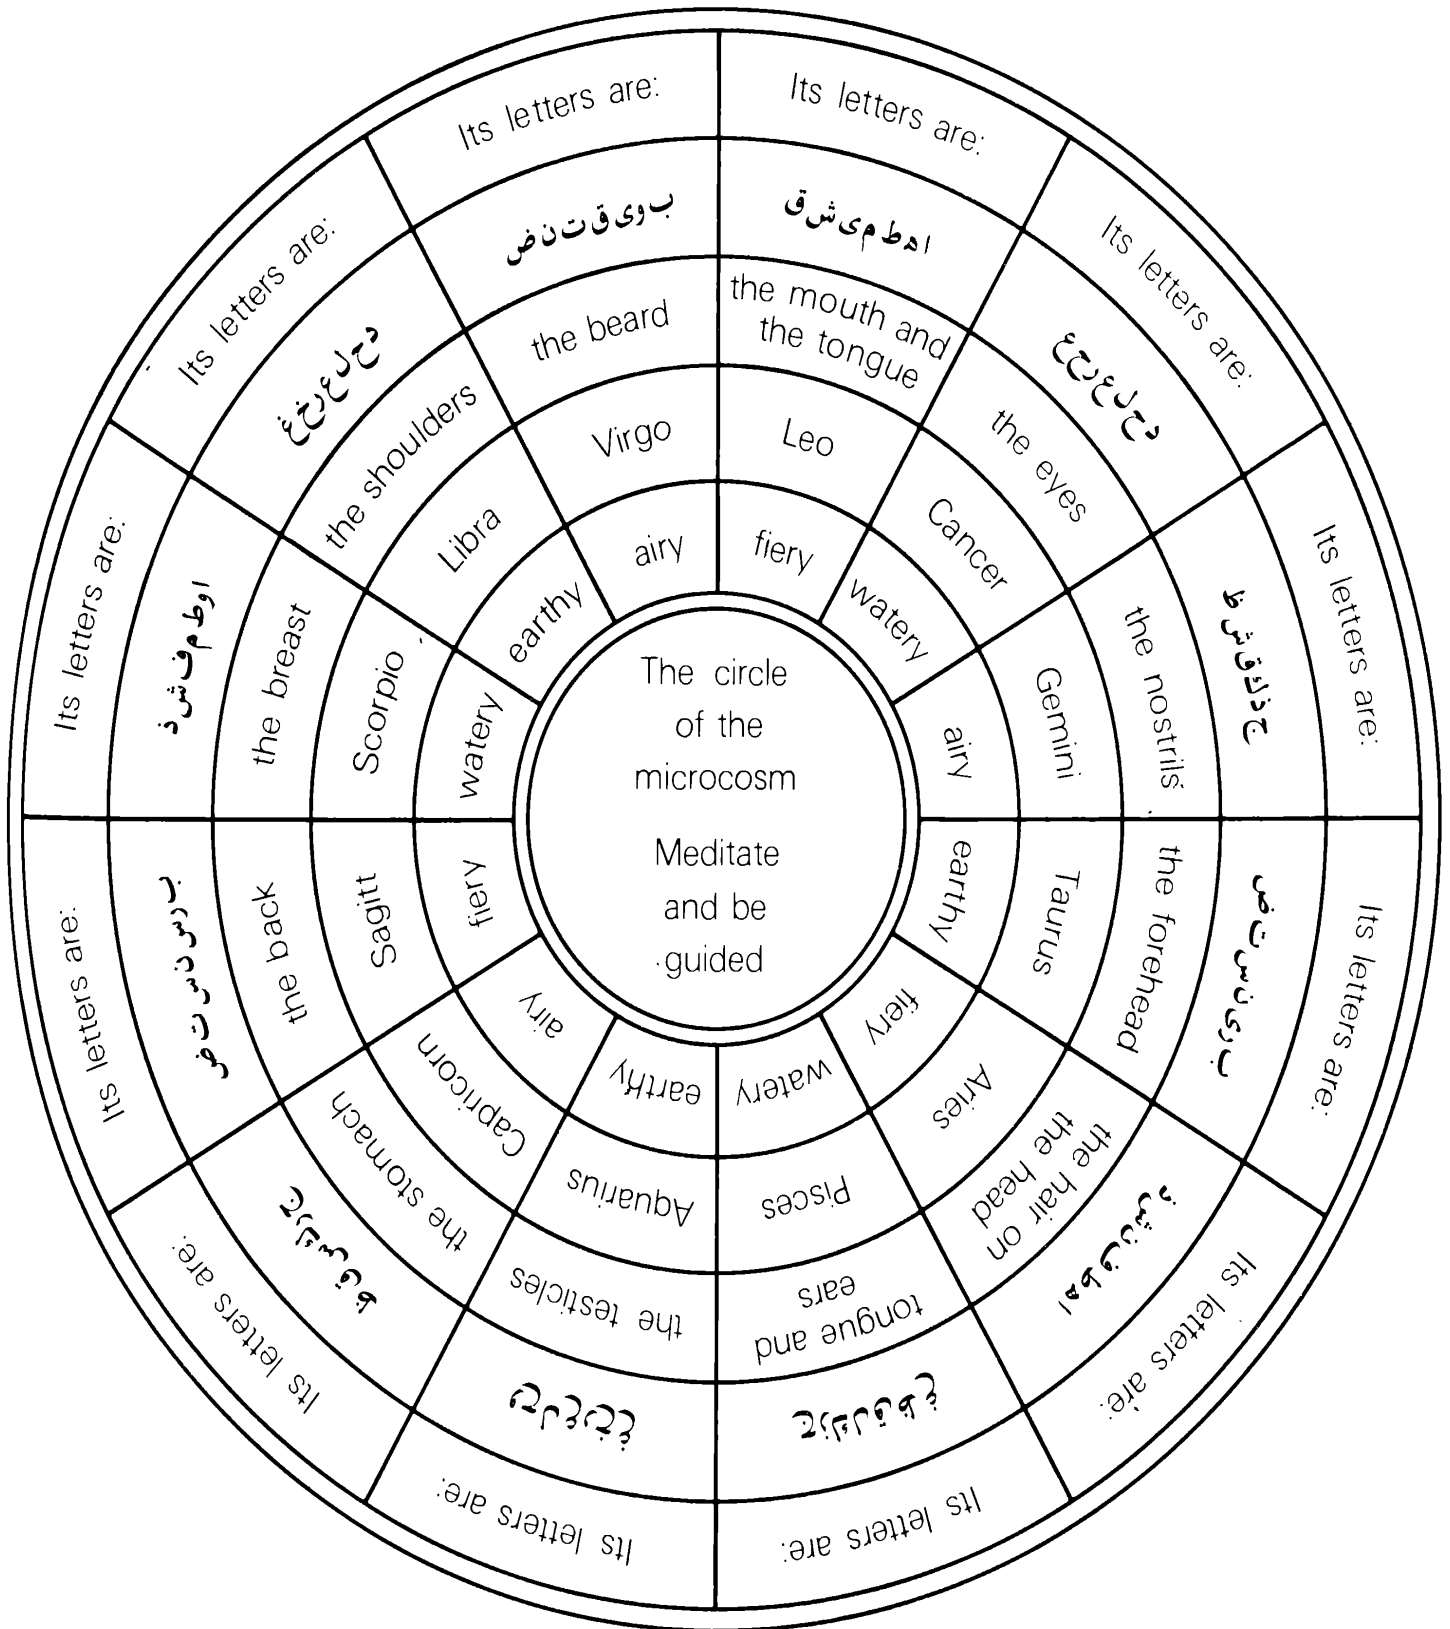 The circle
of the
microcosm
Meditate
and be
guided
Its letters are:
اهطمىشق
the mouth and
the tongue
Leo
fiery
Its letters are:
the eyes
Cancer
watery
Its letters are:
the nostrils
Gemini
airy
Its letters are:
the forehead
Taurus
earthy
Its letters are:
the hair on
the head
Aries
fiery
Its letters are:
tongue and
ears
Pisces
watery
Its letters are:
the testicles
Aquarius
earthy
Its letters are:
the stomach
Capricorn
airy
Its letters are:
the back
Sagitt
fiery
Its letters are:
اوطمفشذ
the breast
Scorpio
watery
Its letters are:
دحلعرخغ
the shoulders
Libra
earthy
Its letters are:
بوىقتنض
the beard
Virgo
airy